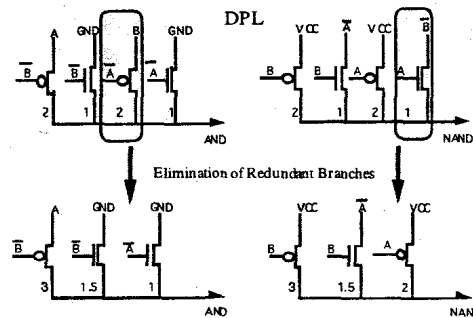 DPL
A GND B GND
B̅ B̅ A̅ A̅
2 1 2 1
AND
VCC A̅ VCC B̅
B B A A
2 1 2 1
NAND
Elimination of Redundant Branches
A GND GND
B̅ B̅ A̅
3 1.5 1
AND
VCC A̅ VCC
B B A
3 1.5 2
NAND